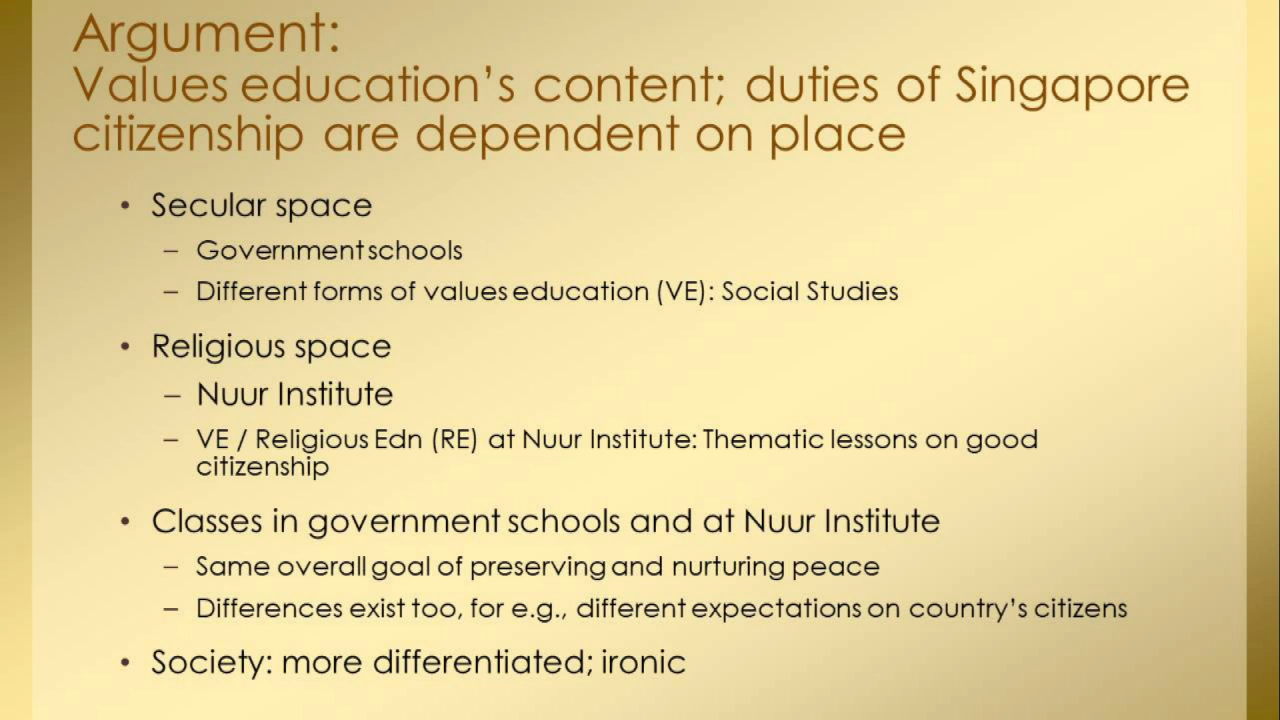 Argument:
Values education's content; duties of Singapore
citizenship are dependent on place
• Secular space
– Government schools
– Different forms of values education (VE): Social Studies
• Religious space
– Nuur Institute
– VE / Religious Edn (RE) at Nuur Institute: Thematic lessons on good
citizenship
• Classes in government schools and at Nuur Institute
– Same overall goal of preserving and nurturing peace
– Differences exist too, for e.g., different expectations on country's citizens
• Society: more differentiated; ironic